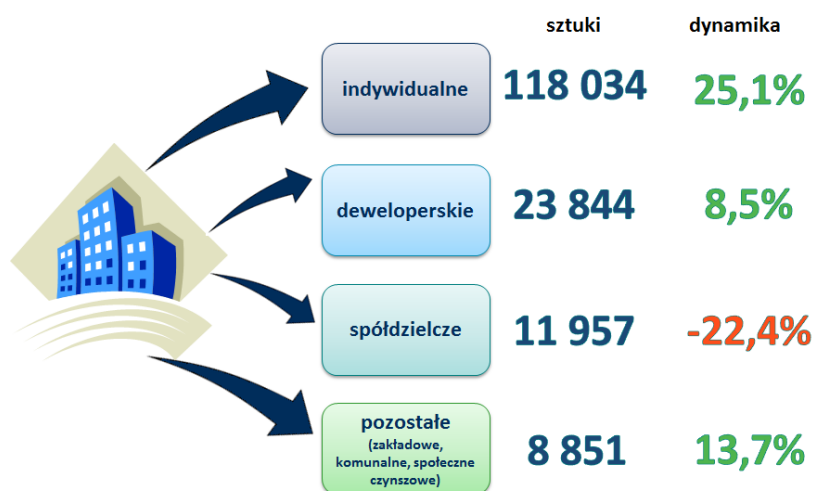 sztuki dynamika
indywidualne 118 034 25,1%
deweloperskie 23 844 8,5%
spółdzielcze 11 957 -22,4%
pozostałe
(zakładowe,
komunalne, społeczne
czynszowe)
8 851 13,7%